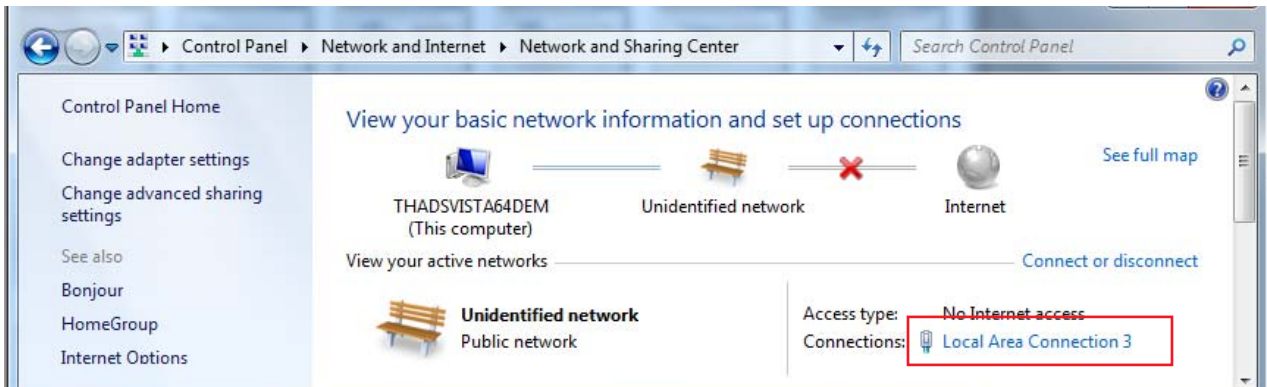 Control Panel Network and Internet Network and Sharing Center Search Control Panel
Control Panel Home
Change adapter settings
Change advanced sharing
settings
See also
Bonjour
HomeGroup
Internet Options
View your basic network information and set up connections
See full map
THADSVISTA64DEM
(This computer)
Unidentified network
Internet
View your active networks
Connect or disconnect
Unidentified network
Public network
Access type: No Internet access
Connections: Local Area Connection 3